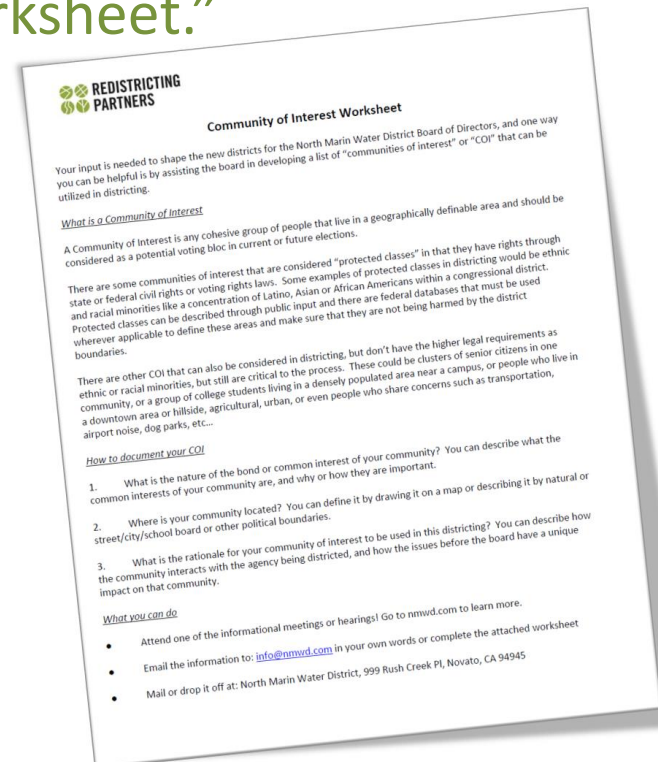 rksheet."
REDISTRICTING
PARTNERS
Community of Interest Worksheet
Your input is needed to shape the new districts for the North Marin Water District Board of Directors, and one way
you can be helpful is by assisting the board in developing a list of "communities of interest" or "COI" that can be
utilized in districting.
What is a Community of Interest
A Community of Interest is any cohesive group of people that live in a geographically definable area and should be
considered as a potential voting bloc in current or future elections.
There are some communities of interest that are considered "protected classes" in that they have rights through
state or federal civil rights or voting rights laws. Some examples of protected classes in districting would be ethnic
and racial minorities like a concentration of Latino, Asian or African Americans within a congressional district.
Protected classes can be described through public input and there are federal databases that must be used
wherever applicable to define these areas and make sure that they are not being harmed by the district
boundaries.
There are other COI that can also be considered in districting, but don't have the higher legal requirements as
ethnic or racial minorities, but still are critical to the process. These could be clusters of senior citizens in one
community, or a group of college students living in a densely populated area near a campus, or people who live in
a downtown area or hillside, agricultural, urban, or even people who share concerns such as transportation,
airport noise, dog parks, etc...
How to document your COI
1. What is the nature of the bond or common interest of your community? You can describe what the
common interests of your community are, and why or how they are important.
2. Where is your community located? You can define it by drawing it on a map or describing it by natural or
street/city/school board or other political boundaries.
3. What is the rationale for your community of interest to be used in this districting? You can describe how
the community interacts with the agency being districted, and how the issues before the board have a unique
impact on that community.
What you can do
• Attend one of the informational meetings or hearings! Go to nmwd.com to learn more.
• Email the information to: info@nmwd.com in your own words or complete the attached worksheet
• Mail or drop it off at: North Marin Water District, 999 Rush Creek Pl, Novato, CA 94945